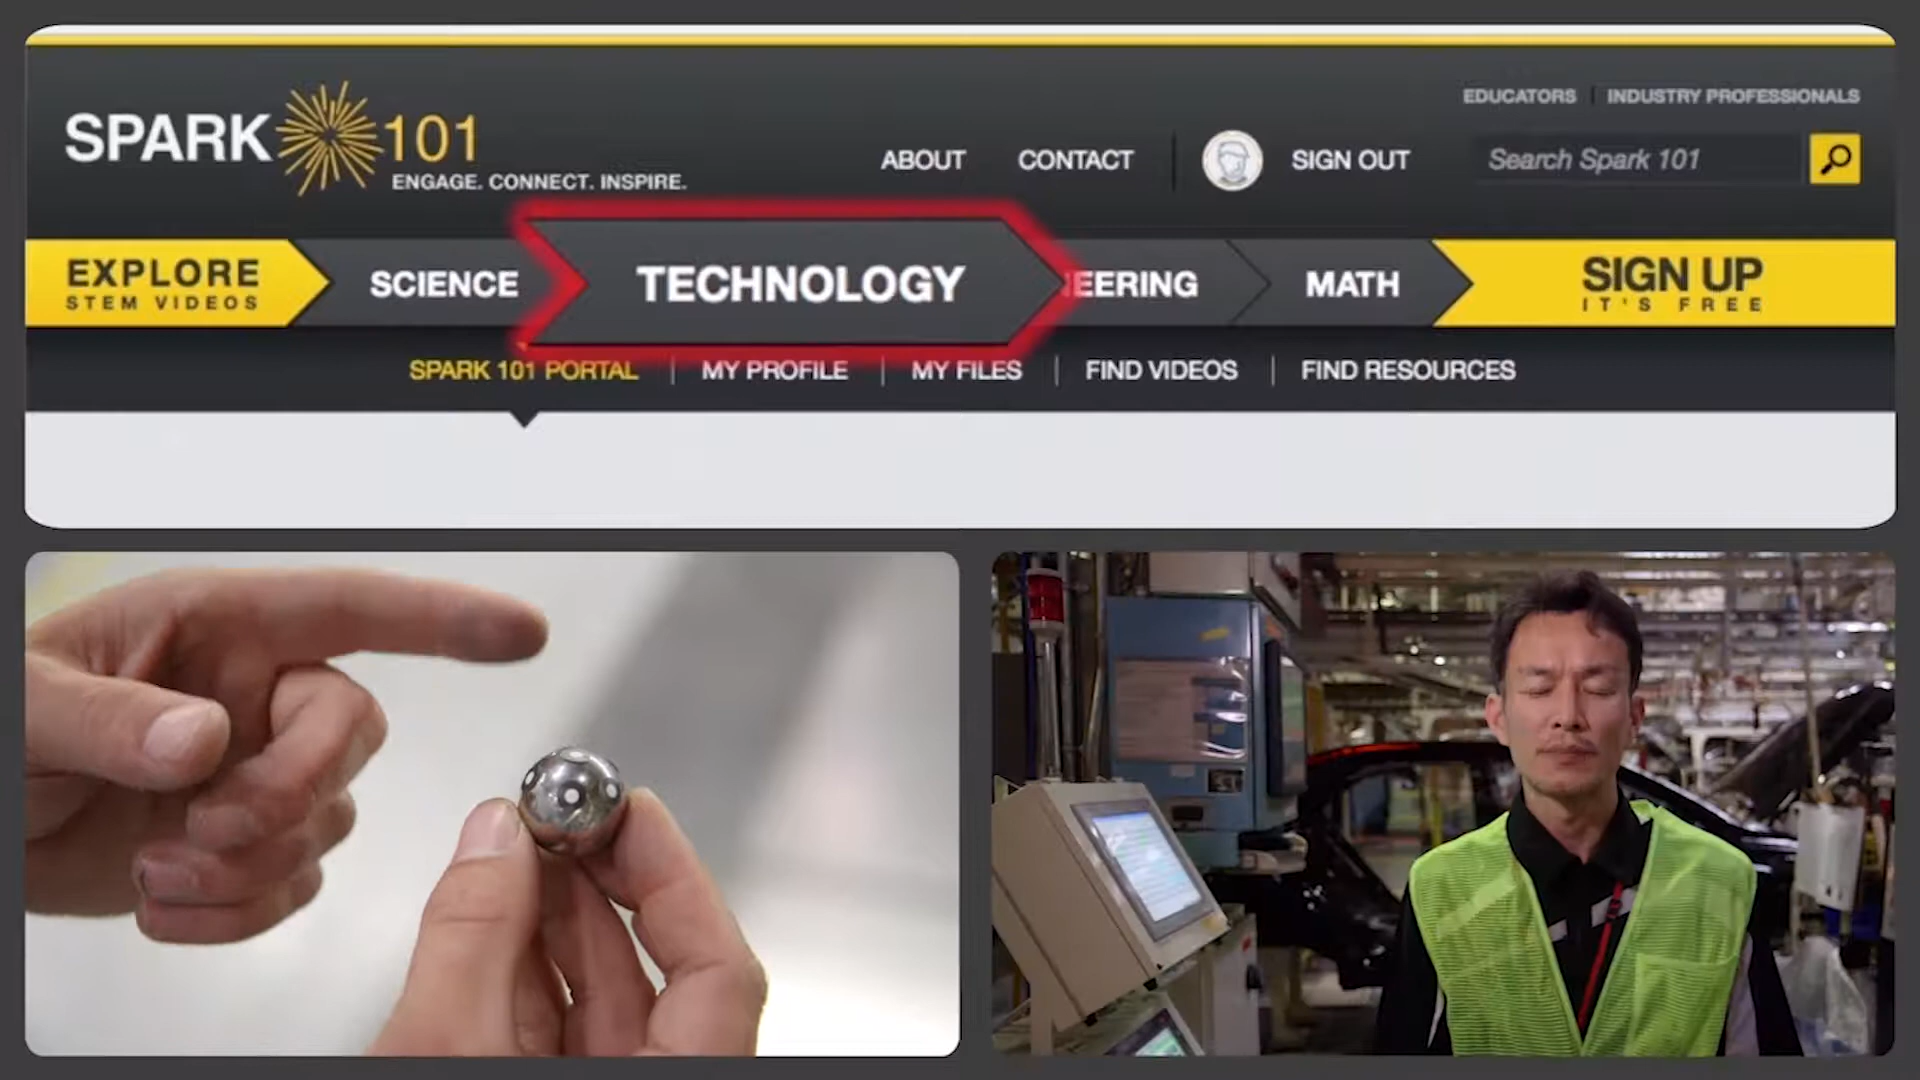 EDUCATORS | INDUSTRY PROFESSIONALS
SPARK 101
ENGAGE. CONNECT. INSPIRE.
ABOUT CONTACT SIGN OUT Search Spark 101
EXPLORE
STEM VIDEOS
SCIENCE TECHNOLOGY EERING MATH
SIGN UP
IT'S FREE
SPARK 101 PORTAL | MY PROFILE | MY FILES | FIND VIDEOS | FIND RESOURCES